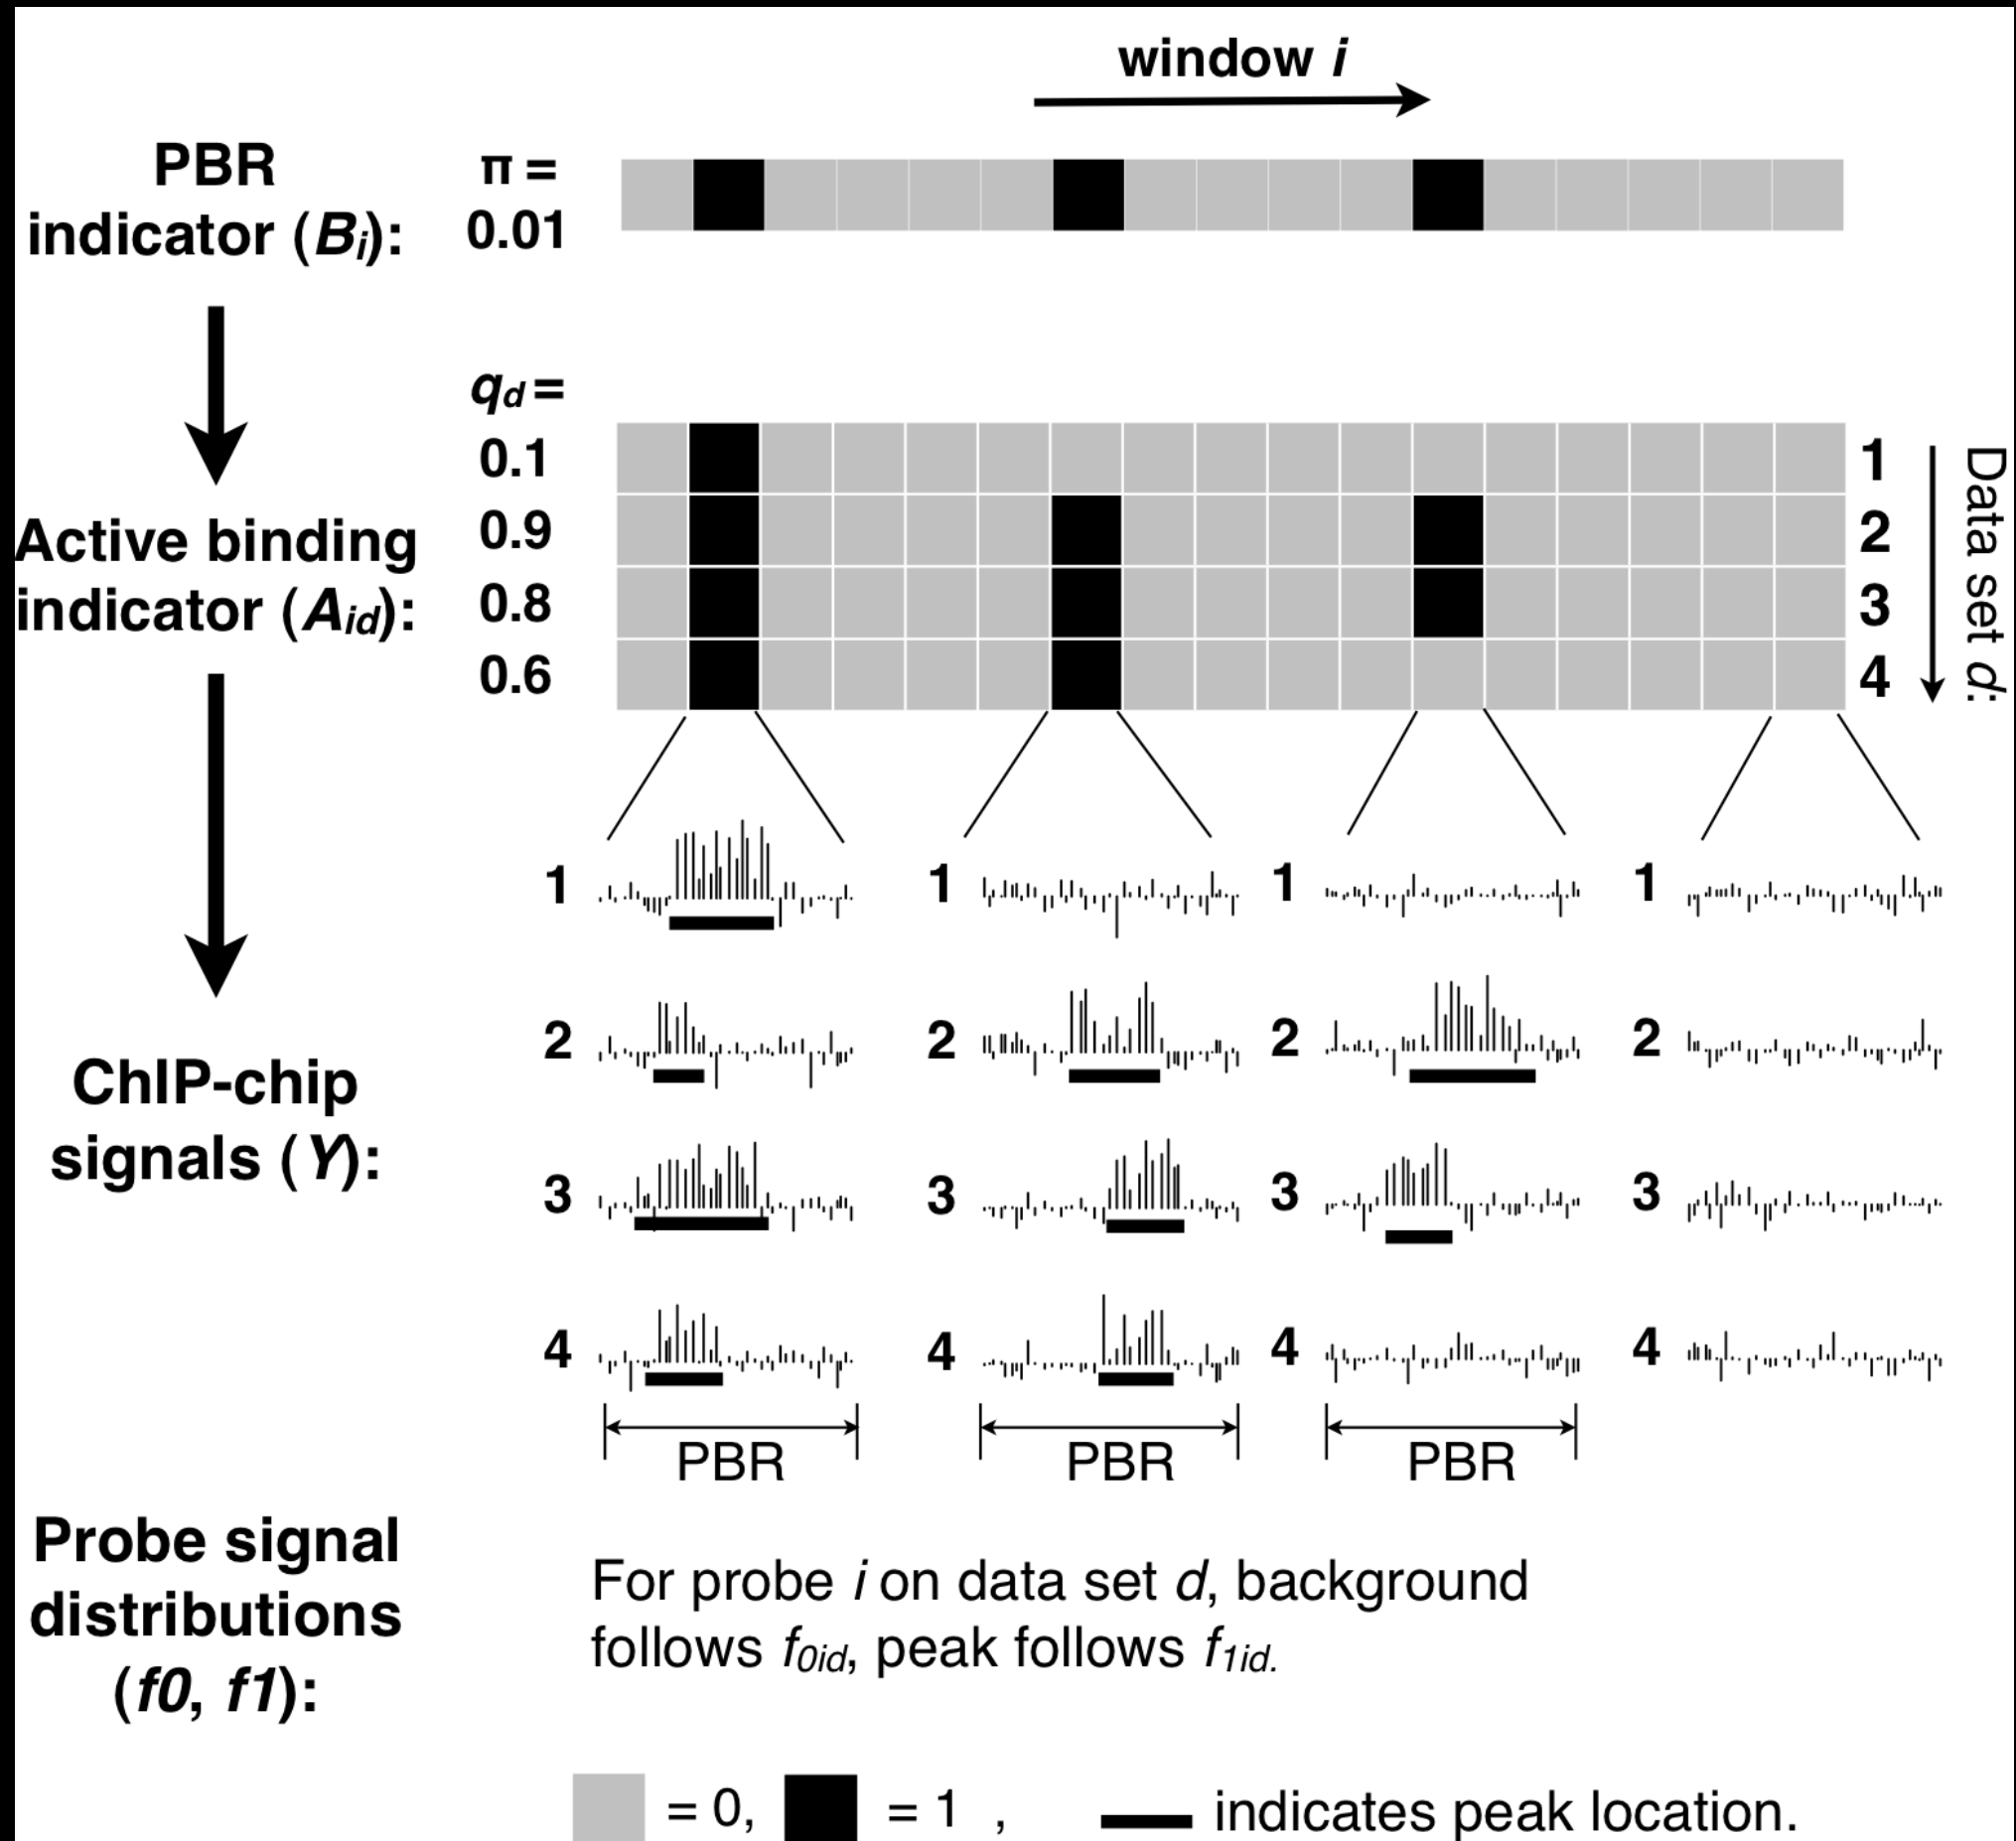 window i
PBR
indicator (Bi):
π =
0.01
qd =
0.1
0.9
0.8
0.6
1
2
3
4
Data set d:
Active binding
indicator (Aid):
ChIP-chip
signals (Y):
1 1 1 1
2 2 2 2
3 3 3 3
4 4 4 4
PBR PBR PBR
Probe signal
distributions
(f0, f1):
For probe i on data set d, background
follows f0id, peak follows f1id.
= 0, = 1 , indicates peak location.